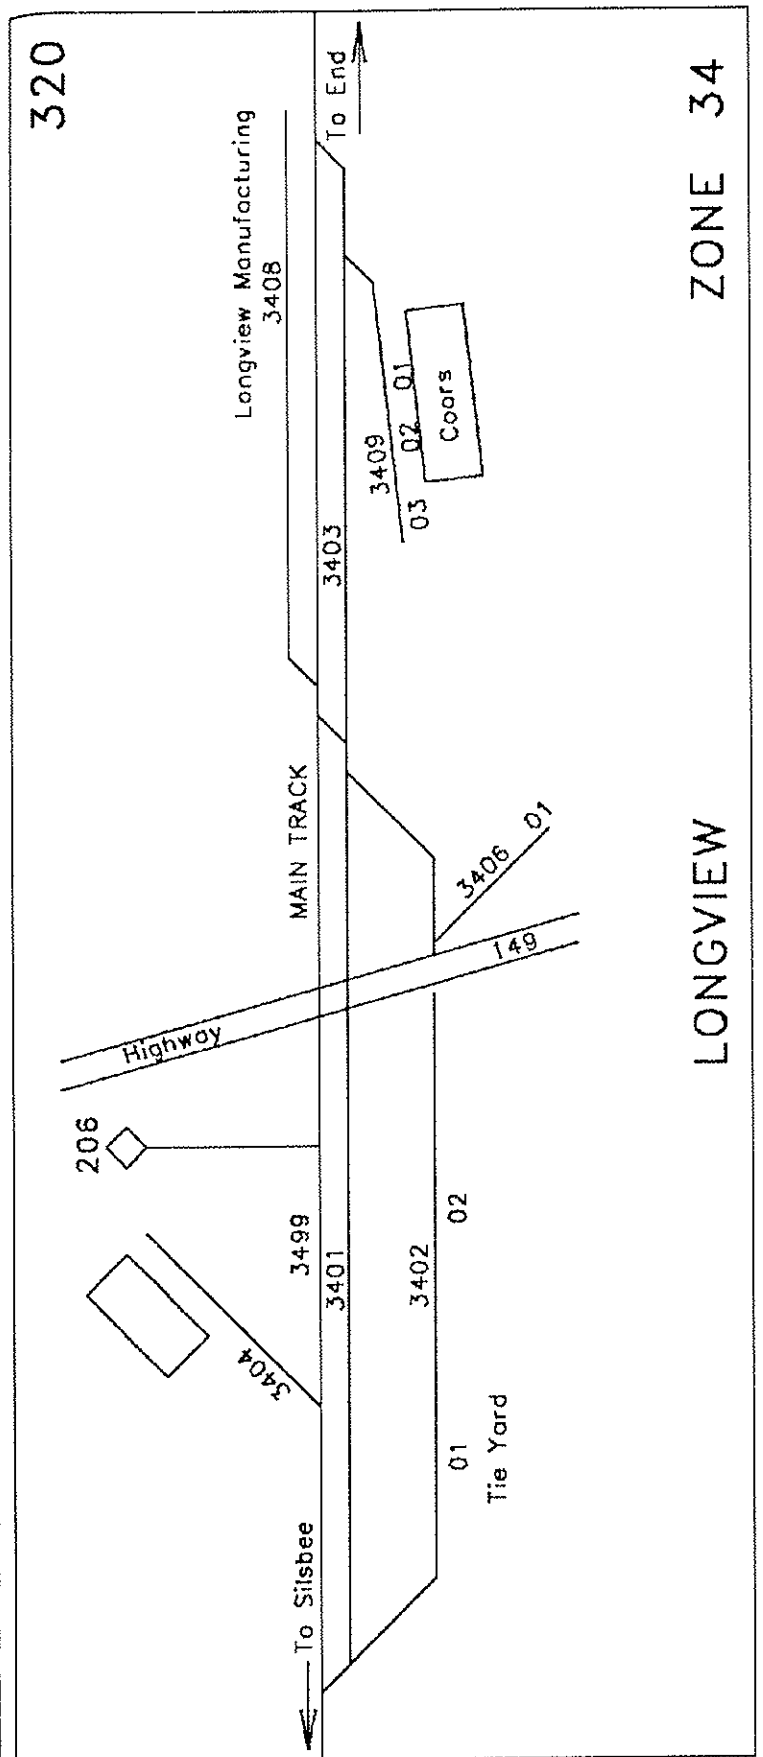 320
Longview Manufacturing
3408
To End
3403
3409
03 02 01
Coors
MAIN TRACK
3406 01
149
Highway
206
3499
3401
3402
02
3404
01
Tie Yard
To Silsbee
LONGVIEW ZONE 34